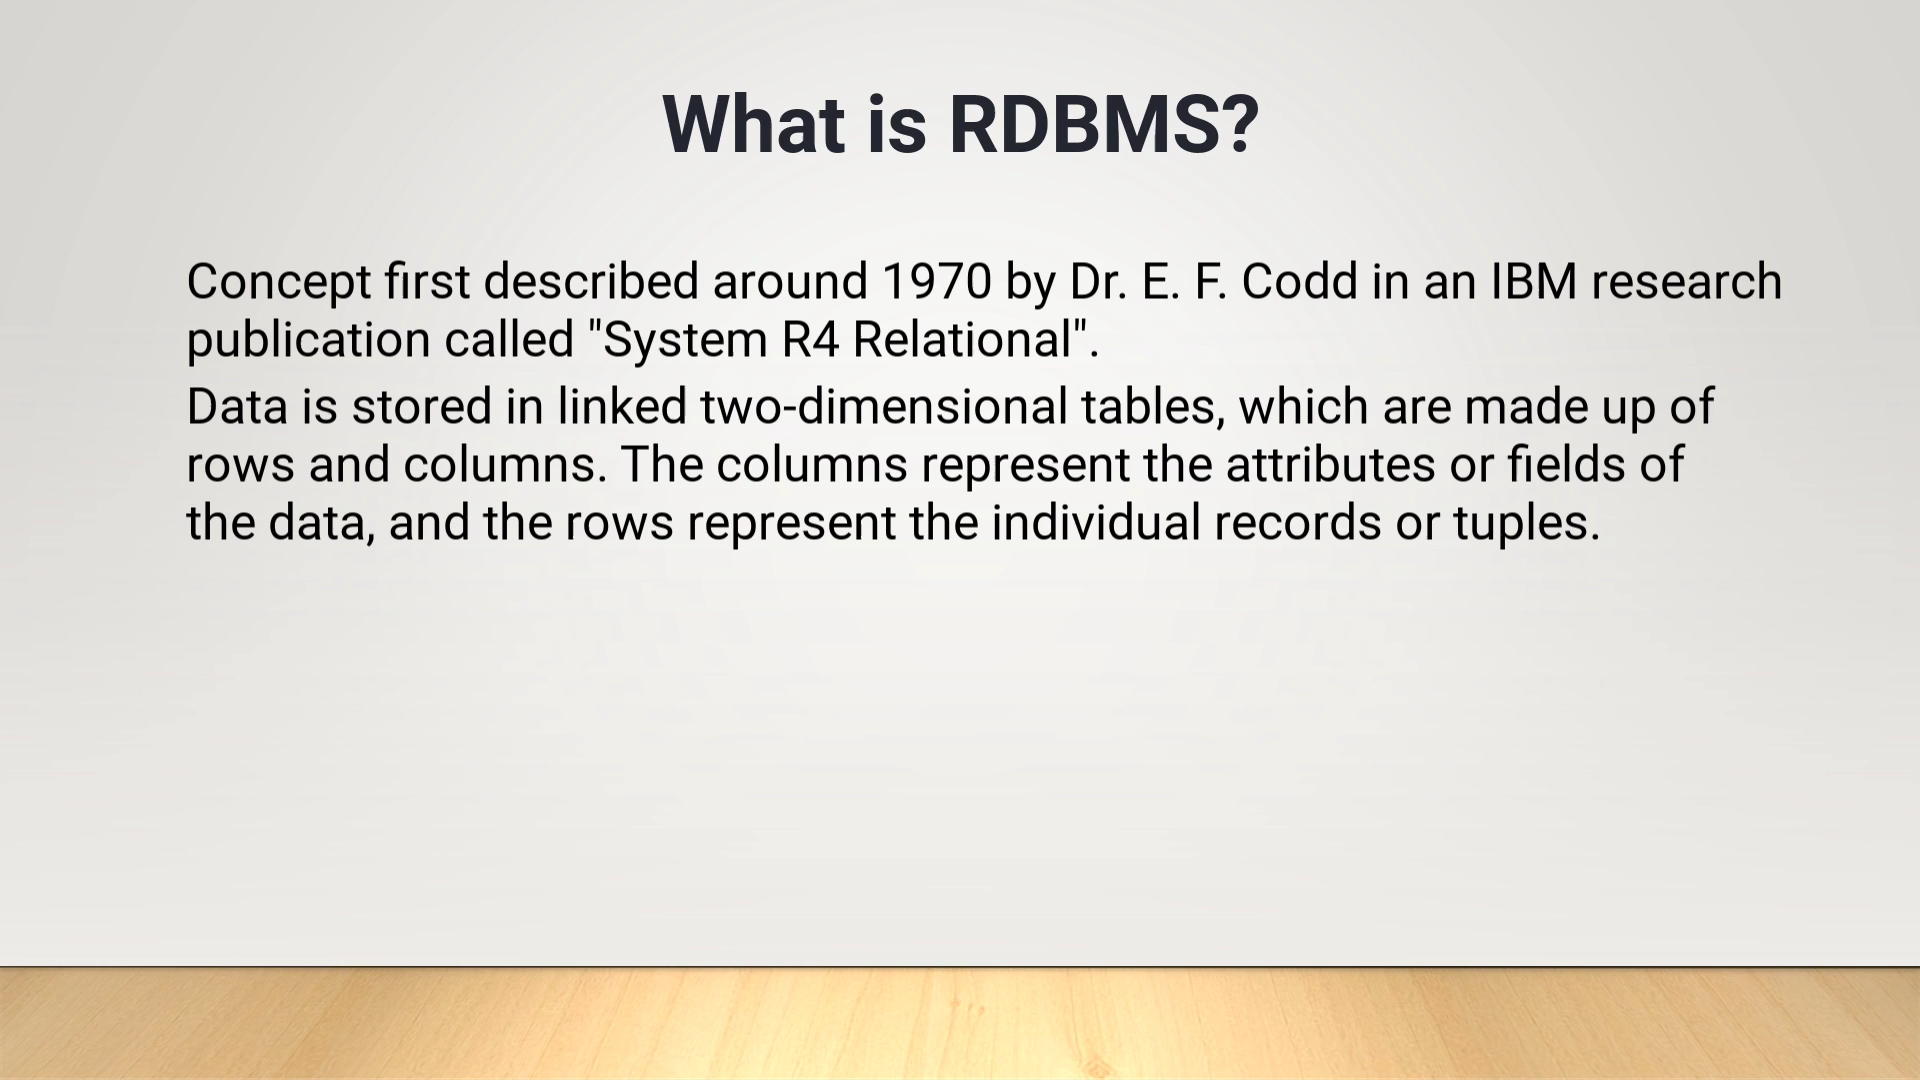 What is RDBMS?
Concept first described around 1970 by Dr. E. F. Codd in an IBM research
publication called "System R4 Relational".
Data is stored in linked two-dimensional tables, which are made up of
rows and columns. The columns represent the attributes or fields of
the data, and the rows represent the individual records or tuples.